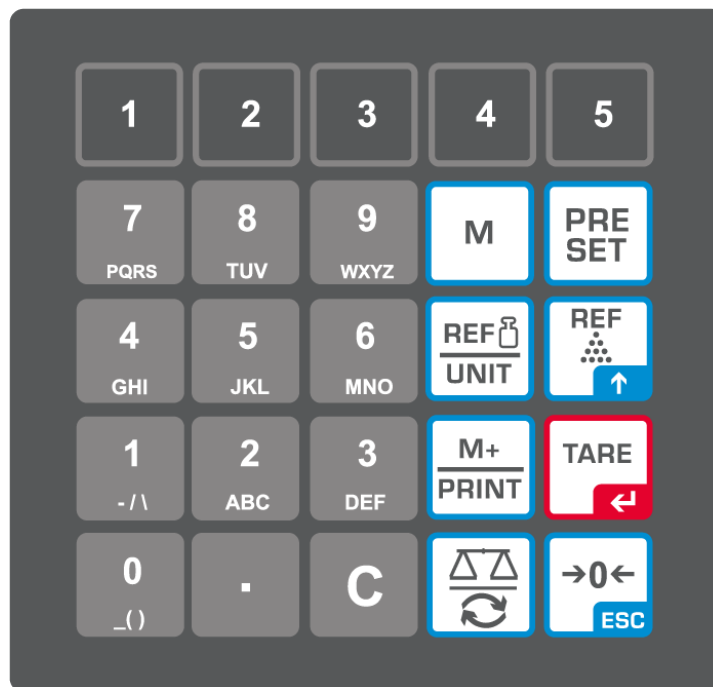 1 2 3 4 5
7 8 9 M PRE
PQRS TUV WXYZ SET
4 5 6 REF REF
GHI JKL MNO UNIT ↑
1 2 3 M+ TARE
- / \ ABC DEF PRINT ↵
0 . C →0←
_( ) ESC